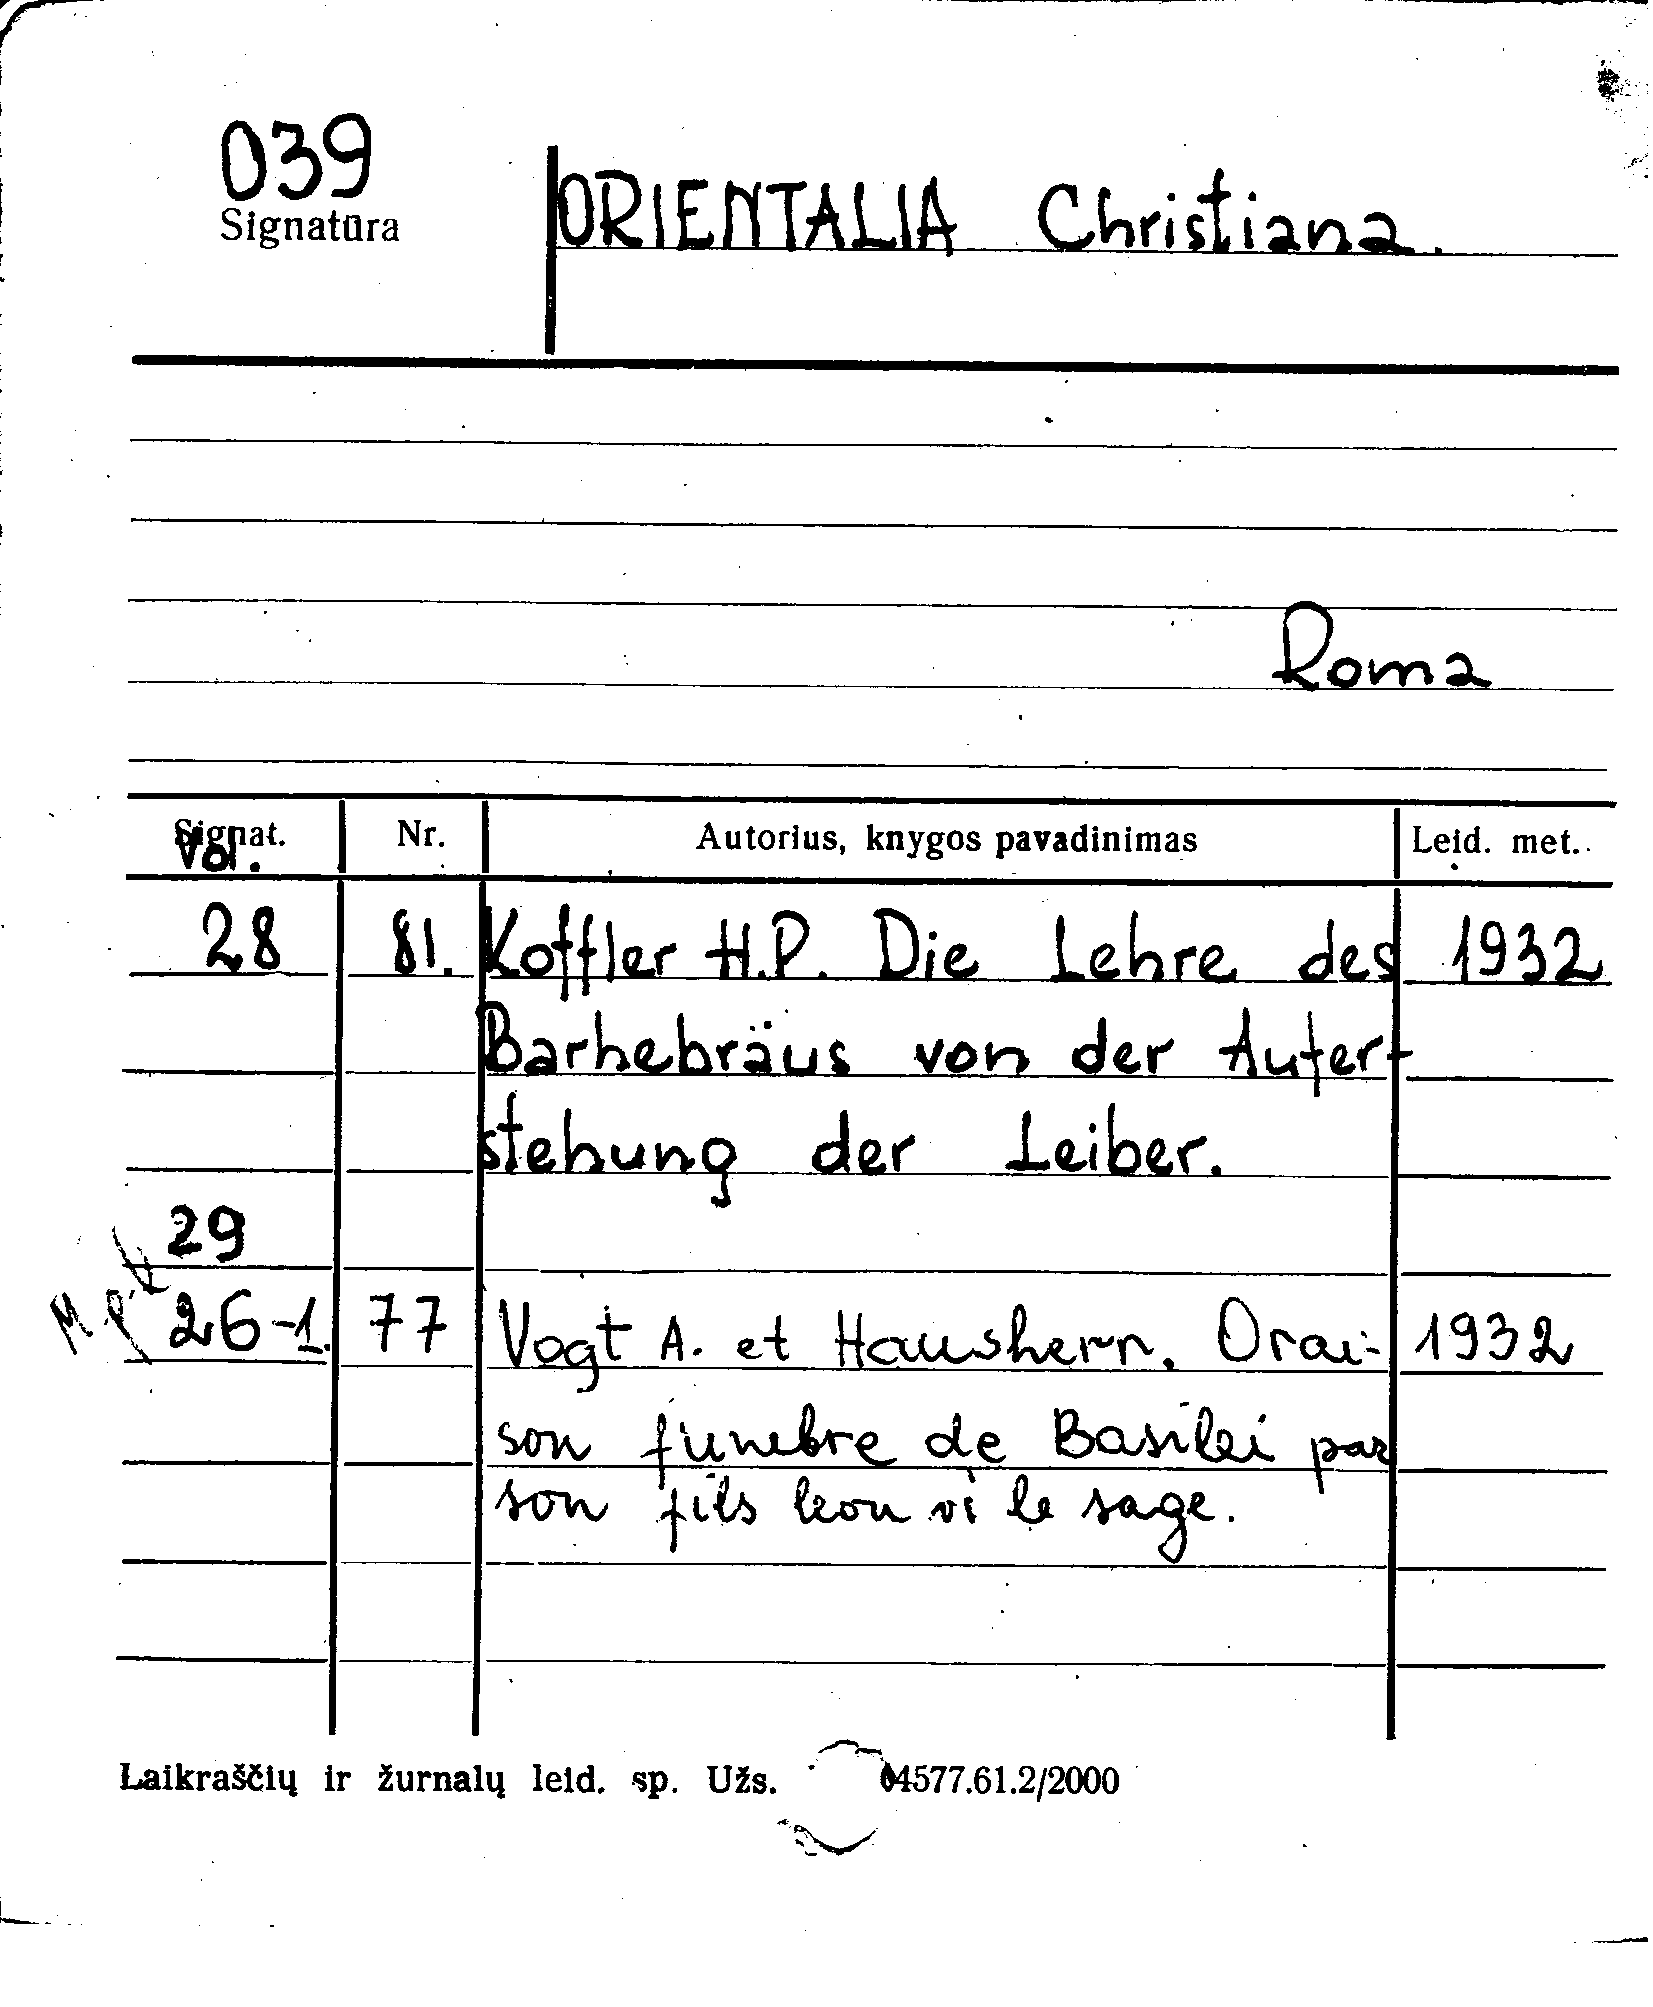 039
Signatūra
ORIENTALIA Christiana.
Roma
Signat. Nr. Autorius, knygos pavadinimas Leid. met.
Vol.
28 81. Koffler H.P. Die Lehre des 1932
Barhebräus von der Aufer-
stehung der Leiber.
29
26-1. 77 Vogt A. et Hausherr. Orai- 1932
son funebre de Basilei par
son fils leon vi le sage.
Laikraščių ir žurnalų leid. sp. Užs. 04577.61.2/2000